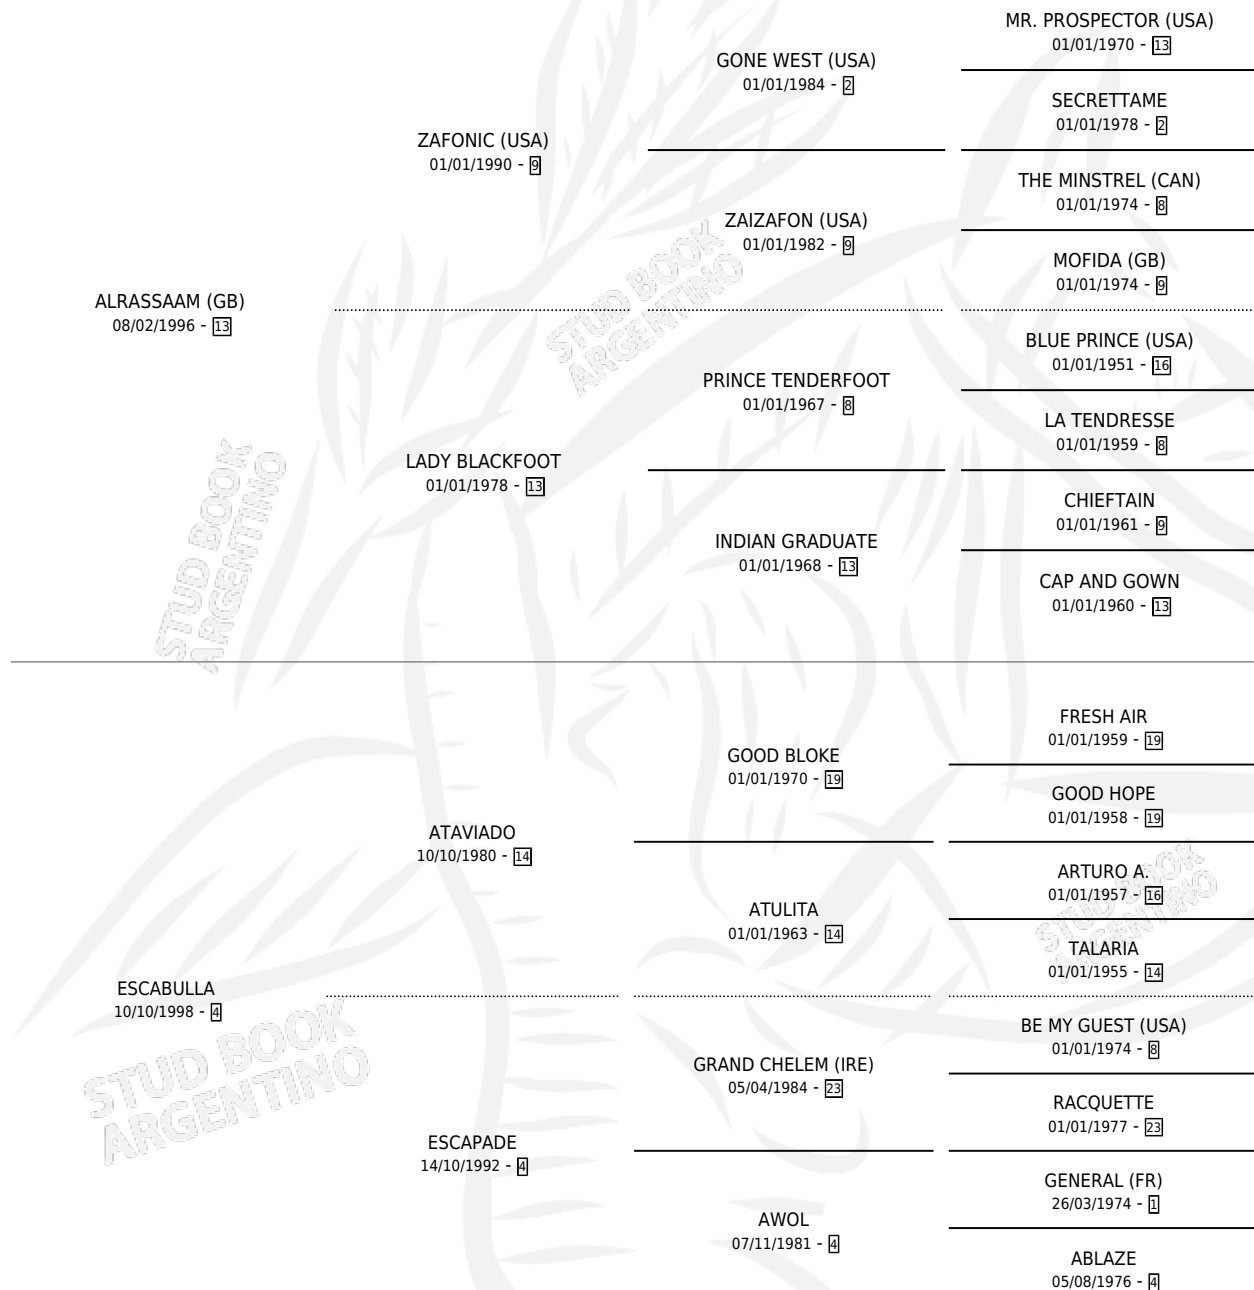 MR. PROSPECTOR (USA)
01/01/1970 - 13
GONE WEST (USA)
01/01/1984 - 2
SECRETTAME
01/01/1978 - 2
ZAFONIC (USA)
01/01/1990 - 9
THE MINSTREL (CAN)
01/01/1974 - 8
ZAIZAFON (USA)
01/01/1982 - 9
MOFIDA (GB)
01/01/1974 - 9
ALRASSAAM (GB)
08/02/1996 - 13
BLUE PRINCE (USA)
01/01/1951 - 16
PRINCE TENDERFOOT
01/01/1967 - 8
LA TENDRESSE
01/01/1959 - 8
LADY BLACKFOOT
01/01/1978 - 13
CHIEFTAIN
01/01/1961 - 9
INDIAN GRADUATE
01/01/1968 - 13
CAP AND GOWN
01/01/1960 - 13
FRESH AIR
01/01/1959 - 19
GOOD BLOKE
01/01/1970 - 19
GOOD HOPE
01/01/1958 - 19
ATAVIADO
10/10/1980 - 14
ARTURO A.
01/01/1957 - 16
ATULITA
01/01/1963 - 14
TALARIA
01/01/1955 - 14
ESCABULLA
10/10/1998 - 4
BE MY GUEST (USA)
01/01/1974 - 8
GRAND CHELEM (IRE)
05/04/1984 - 23
RACQUETTE
01/01/1977 - 23
ESCAPADE
14/10/1992 - 4
GENERAL (FR)
26/03/1974 - 1
AWOL
07/11/1981 - 4
ABLAZE
05/08/1976 - 4
STUD BOOK
ARGENTINO
STUD BOOK
ARGENTINO
STUD BOOK
ARGENTINO
STUD BOOK
ARGENTINO